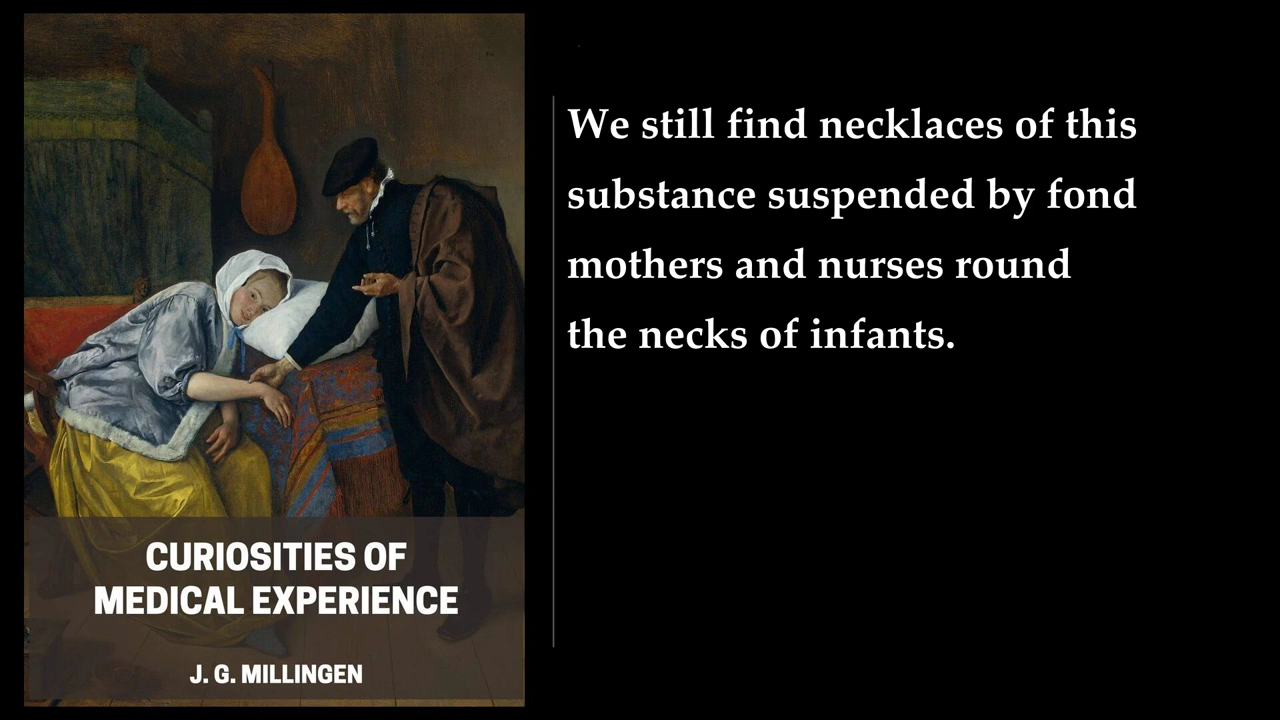 We still find necklaces of this
substance suspended by fond
mothers and nurses round
the necks of infants.
CURIOSITIES OF
MEDICAL EXPERIENCE
J. G. MILLINGEN